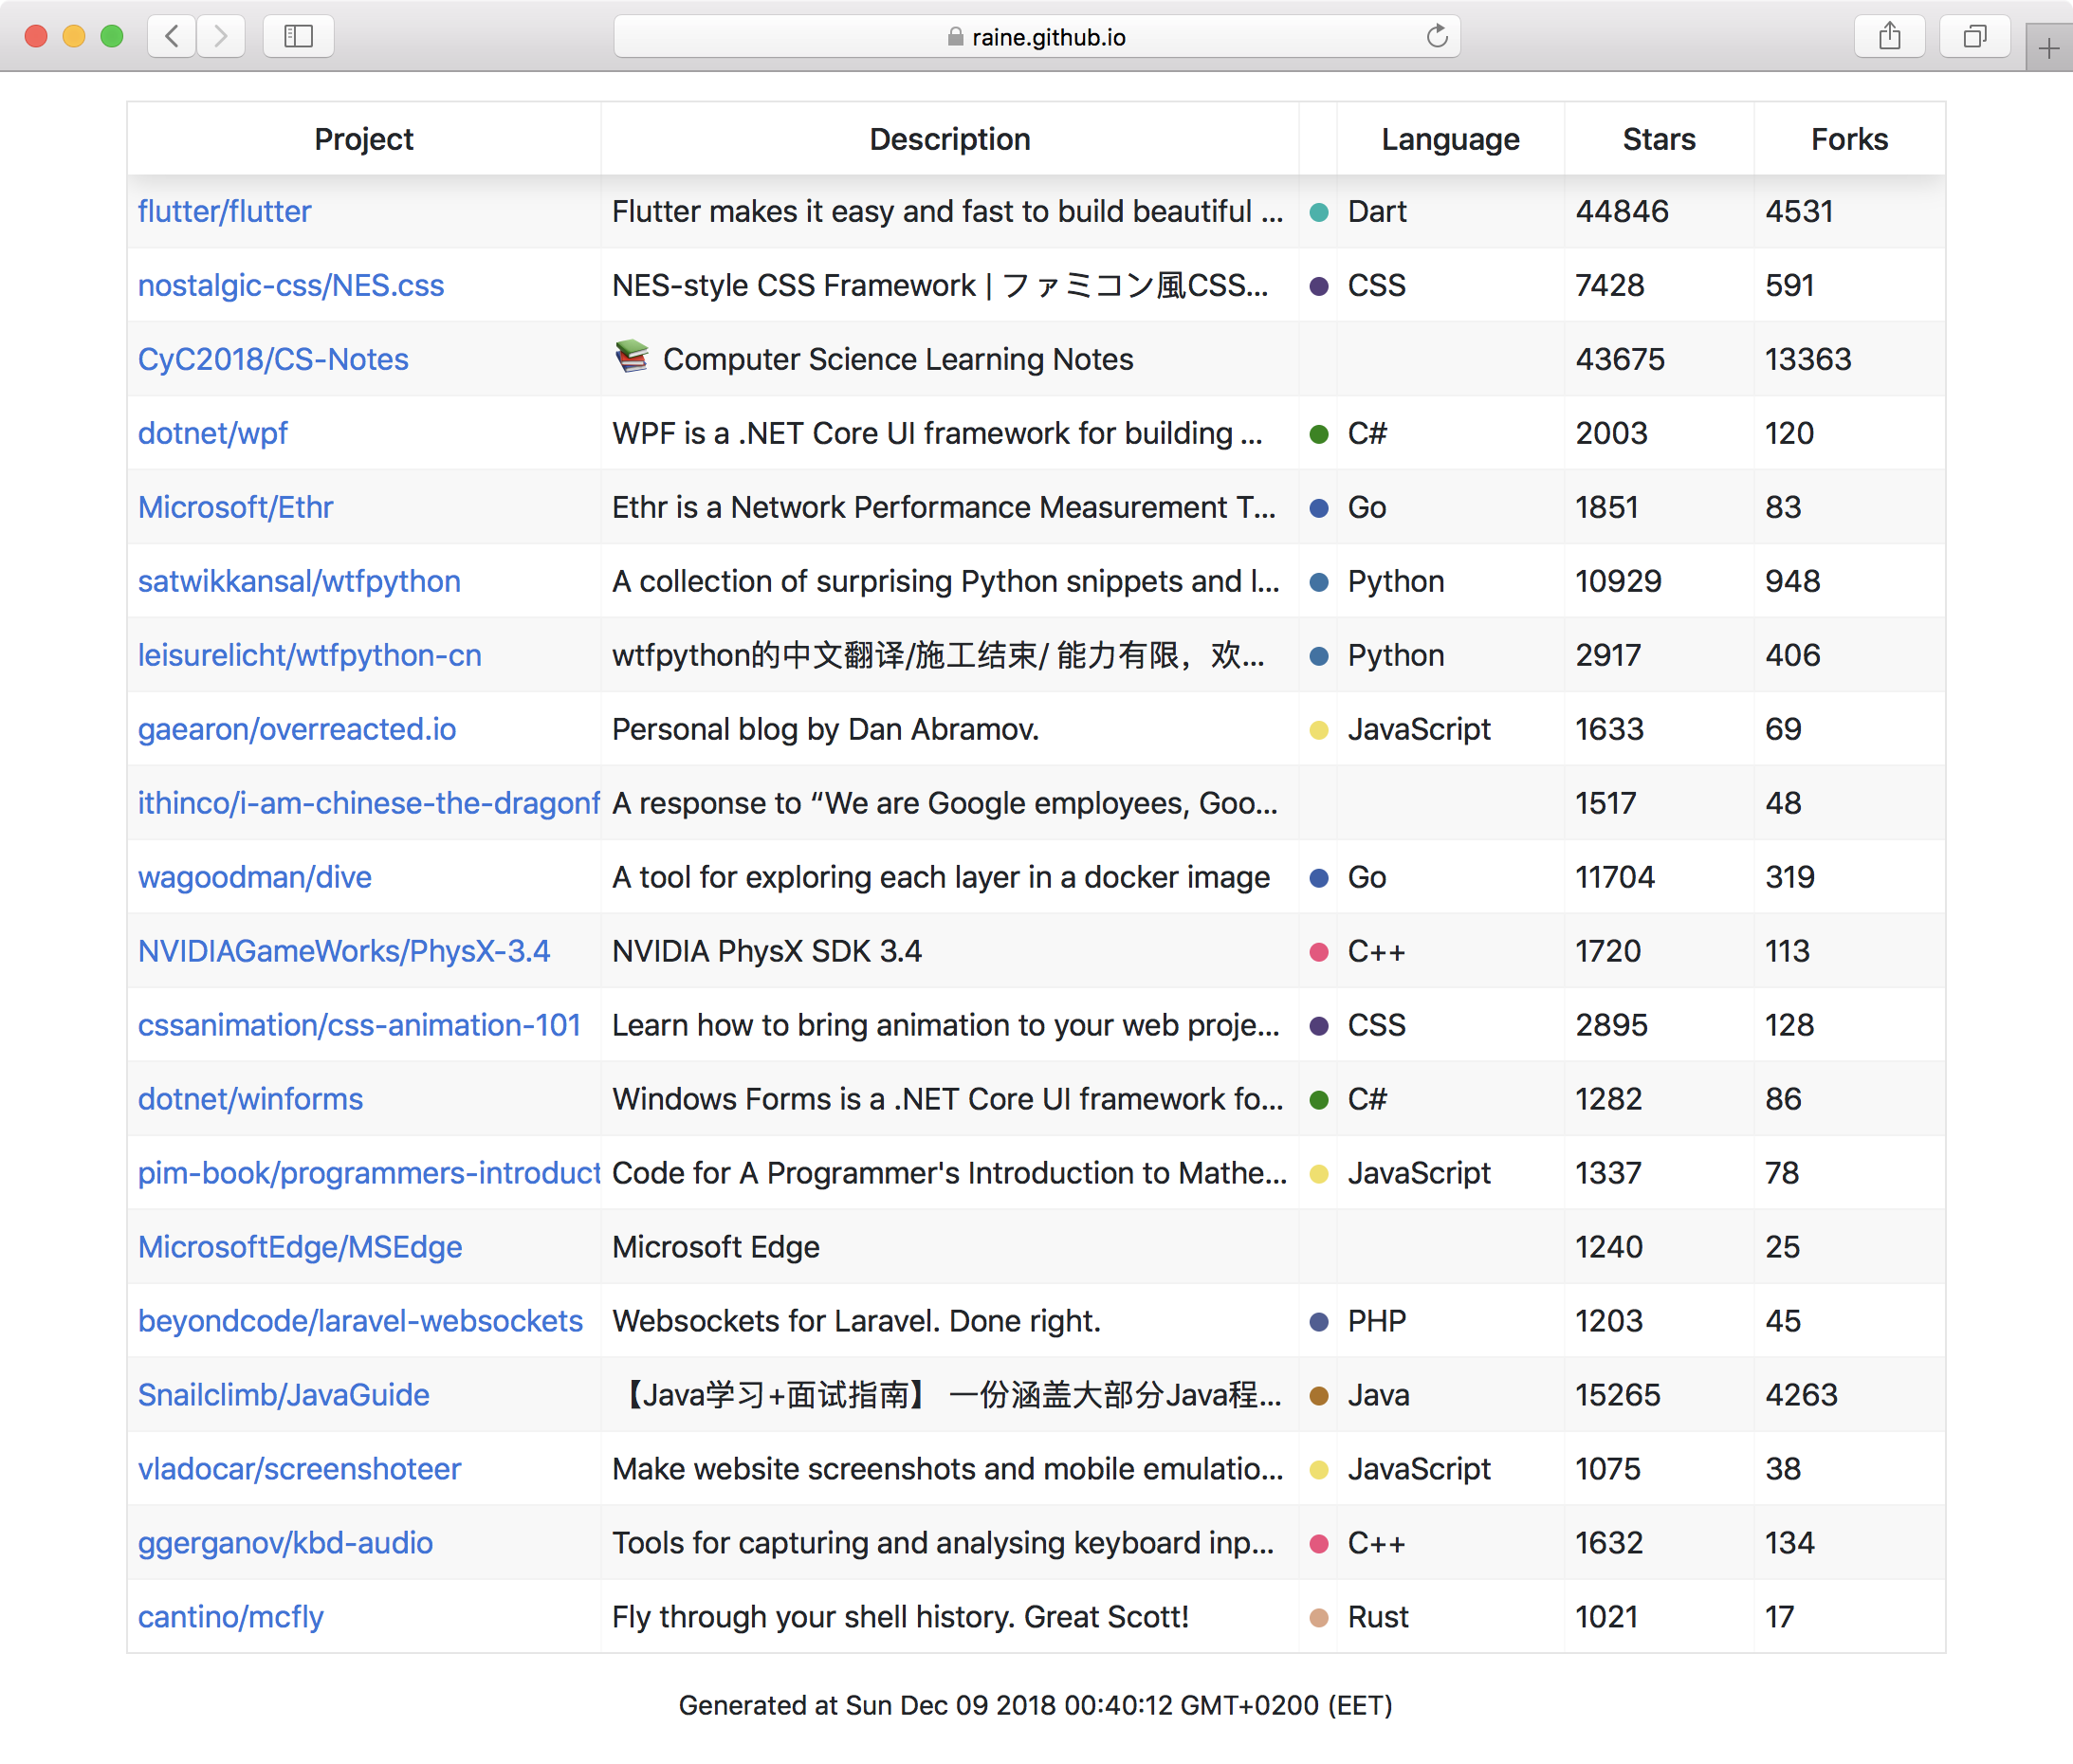 raine.github.io
Project Description Language Stars Forks
flutter/flutter Flutter makes it easy and fast to build beautiful ... Dart 44846 4531
nostalgic-css/NES.css NES-style CSS Framework | ファミコン風CSS... CSS 7428 591
CyC2018/CS-Notes 📚 Computer Science Learning Notes 43675 13363
dotnet/wpf WPF is a .NET Core UI framework for building ... C# 2003 120
Microsoft/Ethr Ethr is a Network Performance Measurement T... Go 1851 83
satwikkansal/wtfpython A collection of surprising Python snippets and l... Python 10929 948
leisurelicht/wtfpython-cn wtfpython的中文翻译/施工结束/ 能力有限，欢... Python 2917 406
gaearon/overreacted.io Personal blog by Dan Abramov. JavaScript 1633 69
ithinco/i-am-chinese-the-dragonf A response to “We are Google employees, Goo... 1517 48
wagoodman/dive A tool for exploring each layer in a docker image Go 11704 319
NVIDIAGameWorks/PhysX-3.4 NVIDIA PhysX SDK 3.4 C++ 1720 113
cssanimation/css-animation-101 Learn how to bring animation to your web proje... CSS 2895 128
dotnet/winforms Windows Forms is a .NET Core UI framework fo... C# 1282 86
pim-book/programmers-introduct Code for A Programmer's Introduction to Mathe... JavaScript 1337 78
MicrosoftEdge/MSEdge Microsoft Edge 1240 25
beyondcode/laravel-websockets Websockets for Laravel. Done right. PHP 1203 45
Snailclimb/JavaGuide 【Java学习+面试指南】 一份涵盖大部分Java程... Java 15265 4263
vladocar/screenshoteer Make website screenshots and mobile emulatio... JavaScript 1075 38
ggerganov/kbd-audio Tools for capturing and analysing keyboard inp... C++ 1632 134
cantino/mcfly Fly through your shell history. Great Scott! Rust 1021 17
Generated at Sun Dec 09 2018 00:40:12 GMT+0200 (EET)